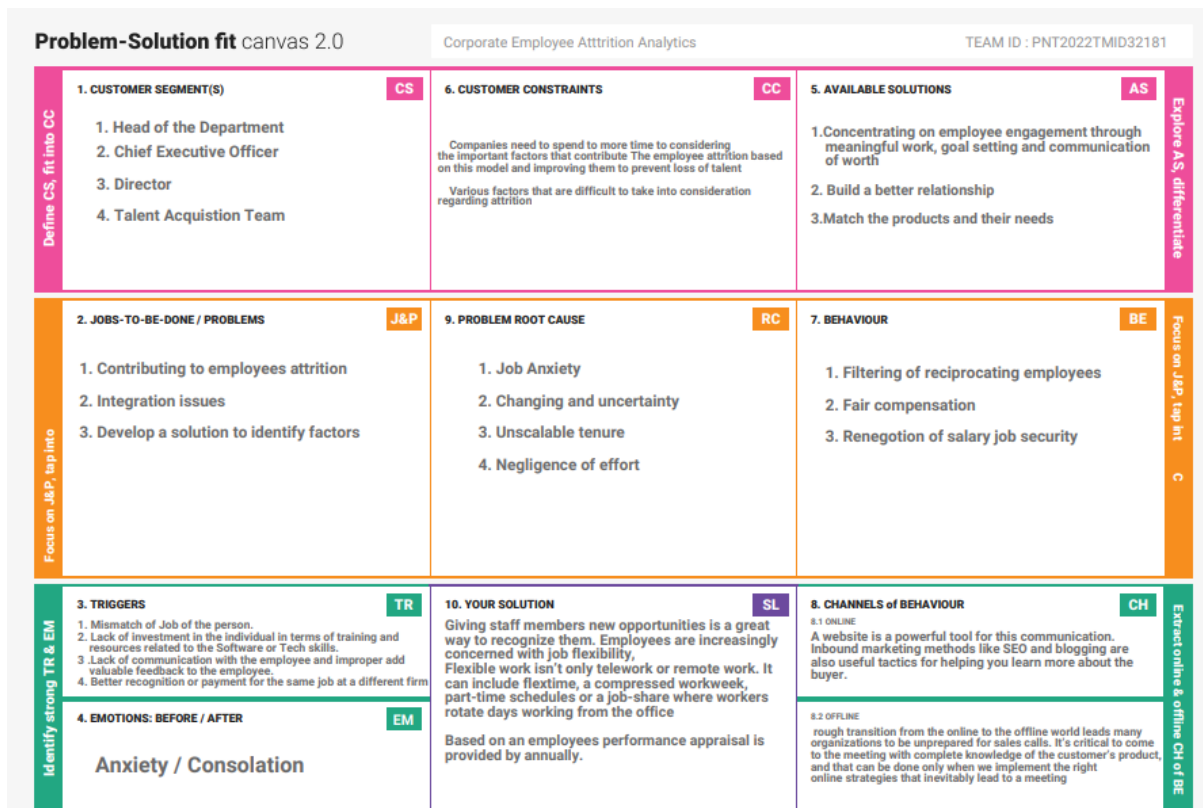 Problem-Solution fit canvas 2.0
Corporate Employee Atttrition Analytics
TEAM ID : PNT2022TMID32181
Define CS, fit into CC
1. CUSTOMER SEGMENT(S)
CS
1. Head of the Department
2. Chief Executive Officer
3. Director
4. Talent Acquistion Team
6. CUSTOMER CONSTRAINTS
CC
Companies need to spend to more time to considering
the important factors that contribute The employee attrition based
on this model and improving them to prevent loss of talent
Various factors that are difficult to take into consideration
regarding attrition
5. AVAILABLE SOLUTIONS
AS
1.Concentrating on employee engagement through
meaningful work, goal setting and communication
of worth
2. Build a better relationship
3.Match the products and their needs
Explore AS, differentiate
Focus on J&P, tap into
2. JOBS-TO-BE-DONE / PROBLEMS
J&P
1. Contributing to employees attrition
2. Integration issues
3. Develop a solution to identify factors
9. PROBLEM ROOT CAUSE
RC
1. Job Anxiety
2. Changing and uncertainty
3. Unscalable tenure
4. Negligence of effort
7. BEHAVIOUR
BE
1. Filtering of reciprocating employees
2. Fair compensation
3. Renegotion of salary job security
Focus on J&P, tap int C
Identify strong TR & EM
3. TRIGGERS
TR
1. Mismatch of Job of the person.
2. Lack of investment in the individual in terms of training and
resources related to the Software or Tech skills.
3 .Lack of communication with the employee and improper add
valuable feedback to the employee.
4. Better recognition or payment for the same job at a different firm
4. EMOTIONS: BEFORE / AFTER
EM
Anxiety / Consolation
10. YOUR SOLUTION
SL
Giving staff members new opportunities is a great
way to recognize them. Employees are increasingly
concerned with job flexibility,
Flexible work isn't only telework or remote work. It
can include flextime, a compressed workweek,
part-time schedules or a job-share where workers
rotate days working from the office
Based on an employees performance appraisal is
provided by annually.
8. CHANNELS of BEHAVIOUR
CH
8.1 ONLINE
A website is a powerful tool for this communication.
Inbound marketing methods like SEO and blogging are
also useful tactics for helping you learn more about the
buyer.
8.2 OFFLINE
rough transition from the online to the offline world leads many
organizations to be unprepared for sales calls. It's critical to come
to the meeting with complete knowledge of the customer's product,
and that can be done only when we implement the right
online strategies that inevitably lead to a meeting
Extract online & offline CH of BE